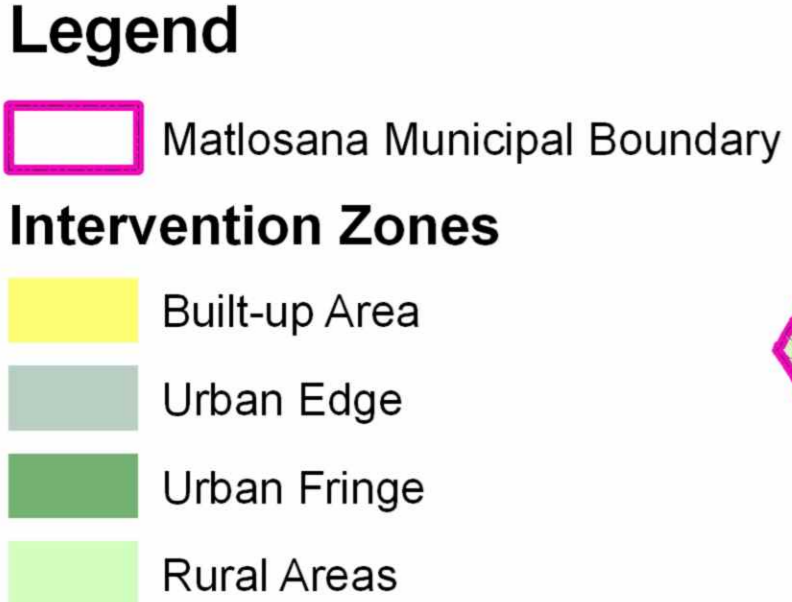 Legend
Matlosana Municipal Boundary
Intervention Zones
Built-up Area
Urban Edge
Urban Fringe
Rural Areas